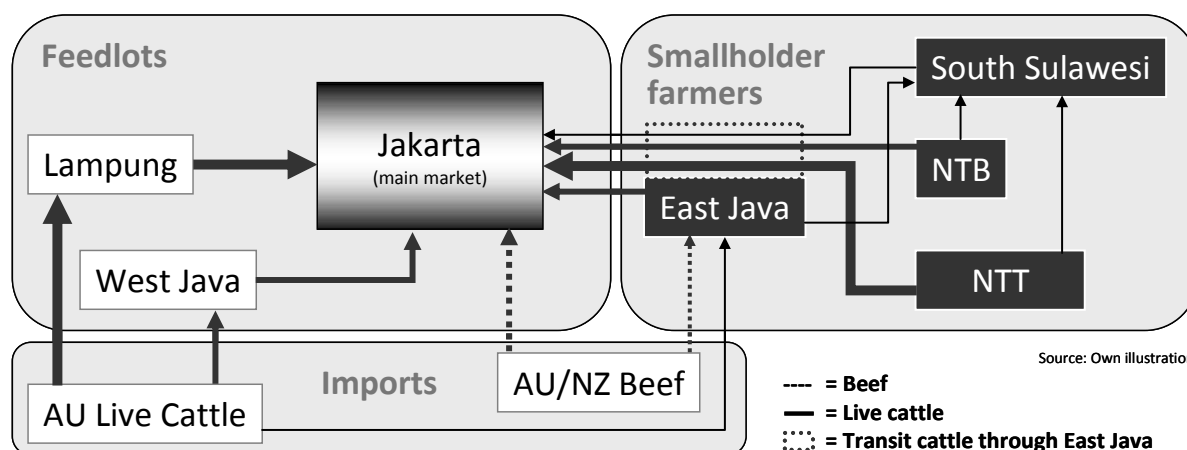 Feedlots
Smallholder
farmers
South Sulawesi
Jakarta
(main market)
Lampung
NTB
East Java
West Java
NTT
Imports
AU/NZ Beef
AU Live Cattle
Source: Own illustration
---- = Beef
= Live cattle
= Transit cattle through East Java